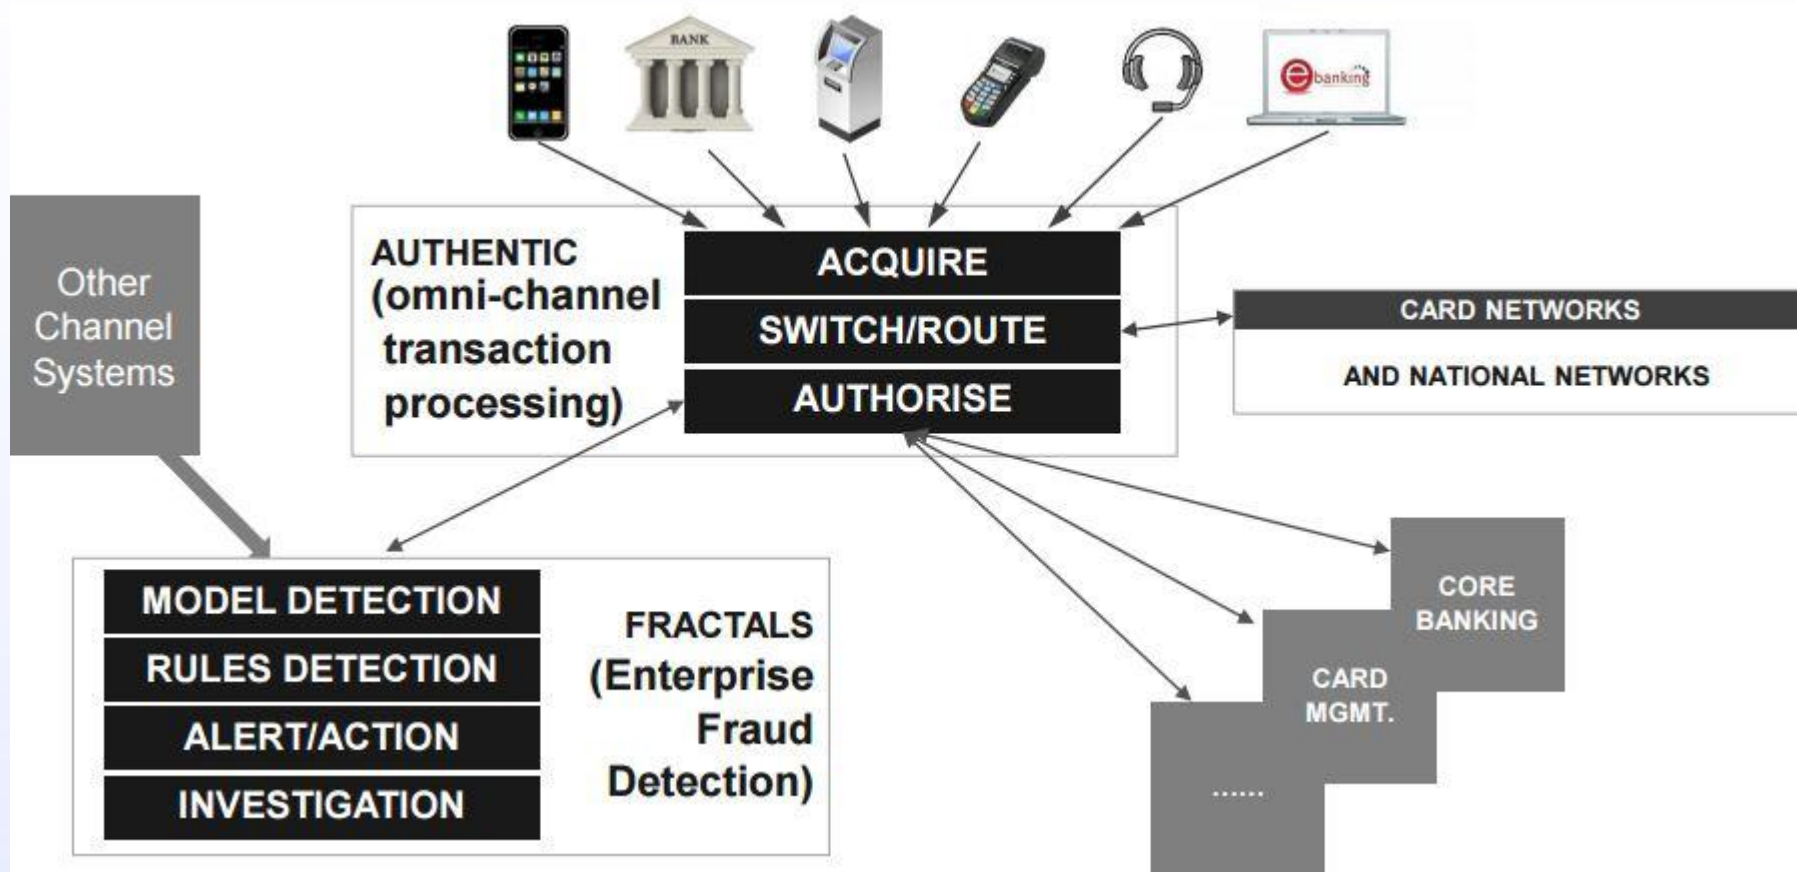 BANK
ebanking
AUTHENTIC
(omni-channel
transaction
processing)
ACQUIRE
SWITCH/ROUTE
AUTHORISE
Other
Channel
Systems
CARD NETWORKS
AND NATIONAL NETWORKS
MODEL DETECTION
RULES DETECTION
ALERT/ACTION
INVESTIGATION
FRACTALS
(Enterprise
Fraud
Detection)
CORE
BANKING
CARD
MGMT.
......